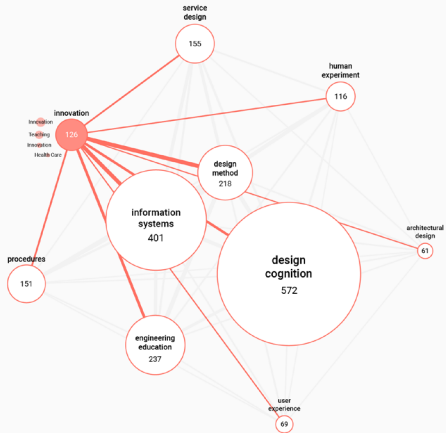 service
design
155
human
experiment
116
innovation
126
Innovation
Teaching
Innovation
Health Care
design
method
218
information
systems
401
architectural
design
61
design
cognition
572
procedures
151
engineering
education
237
user
experience
69